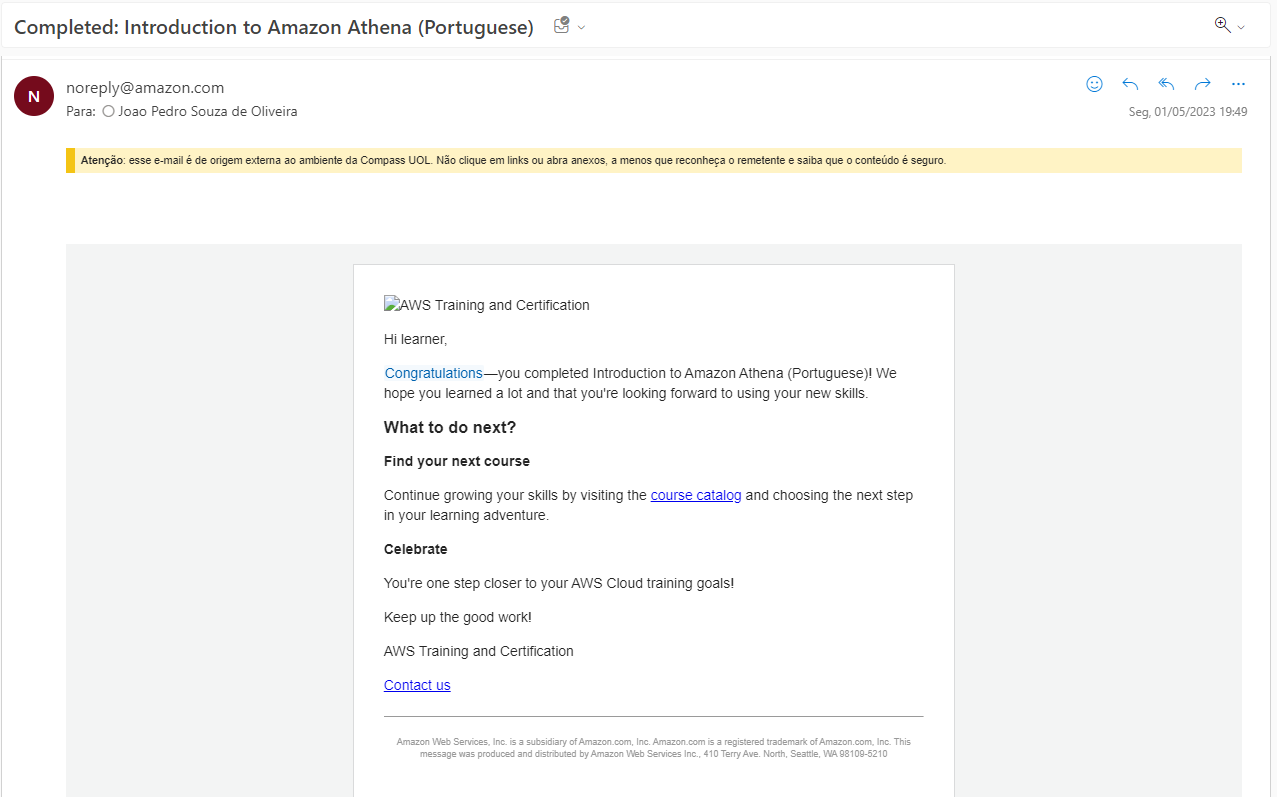 Completed: Introduction to Amazon Athena (Portuguese)
N
noreply@amazon.com
Para: Joao Pedro Souza de Oliveira
Seg, 01/05/2023 19:49
Atenção: esse e-mail é de origem externa ao ambiente da Compass UOL. Não clique em links ou abra anexos, a menos que reconheça o remetente e saiba que o conteúdo é seguro.
AWS Training and Certification
Hi learner,
Congratulations—you completed Introduction to Amazon Athena (Portuguese)! We
hope you learned a lot and that you're looking forward to using your new skills.
What to do next?
Find your next course
Continue growing your skills by visiting the course catalog and choosing the next step
in your learning adventure.
Celebrate
You're one step closer to your AWS Cloud training goals!
Keep up the good work!
AWS Training and Certification
Contact us
Amazon Web Services, Inc. is a subsidiary of Amazon.com, Inc. Amazon.com is a registered trademark of Amazon.com, Inc. This
message was produced and distributed by Amazon Web Services Inc., 410 Terry Ave. North, Seattle, WA 98109-5210